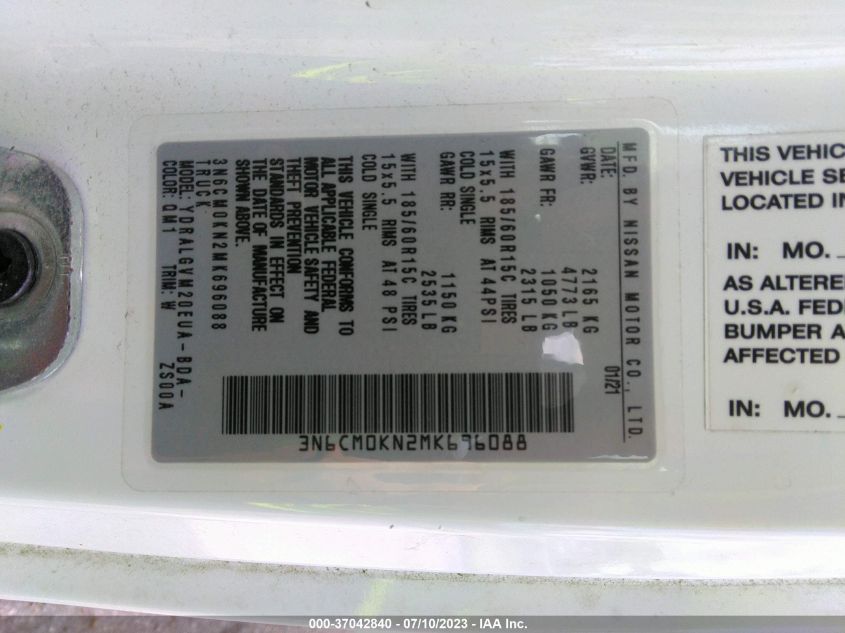 MFD. BY NISSAN MOTOR CO., LTD.
DATE: 01/21
GVWR: 2165 KG
4773 LB
GAWR FR: 1050 KG
2315 LB
WITH 185/60R15C TIRES
15x5.5 RIMS AT 44PSI
COLD SINGLE
GAWR RR: 1150 KG
2535 LB
WITH 185/60R15C TIRES
15x5.5 RIMS AT 48 PSI
COLD SINGLE
THIS VEHICLE CONFORMS TO
ALL APPLICABLE FEDERAL
MOTOR VEHICLE SAFETY AND
THEFT PREVENTION
STANDARDS IN EFFECT ON
THE DATE OF MANUFACTURE
SHOWN ABOVE.
3N6CM0KN2MK696088
TRUCK
MODEL: YDRALGVM20EUA-BDA-
COLOR: QM1 TRIM: W ZS00A
3N6CM0KN2MK696088
THIS VEHIC
VEHICLE SE
LOCATED IN
IN: MO.
AS ALTERE
U.S.A. FEDE
BUMPER A
AFFECTED
IN: MO.
000-37042840 - 07/10/2023 - IAA Inc.